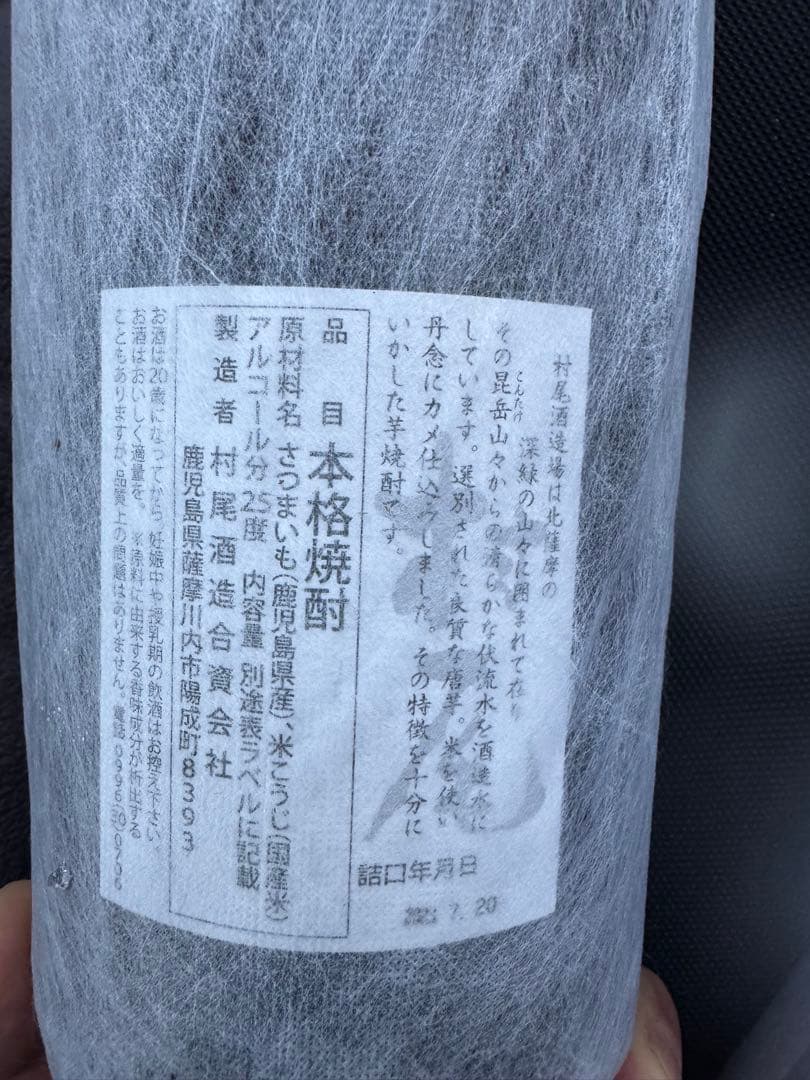 村尾酒造場は北薩摩の
深緑の山々に囲まれて在り
その昆岳山々からの清らかな伏流水を酒造水に
こんたけ
しています。選別された良質な唐芋。米を使い
丹念にカメ仕込みしました。その特徴を十分に
いかした芋焼酎です。
村尾
詰口年月日
7.20
品目 本格焼酎
原材料名 さつまいも(鹿児島県産)、米こうじ(国産米)
アルコール分25度 内容量 別途表ラベルに記載
製造者 村尾酒造合資会社
鹿児島県薩摩川内市陽成町8393
お酒は20歳になってから。妊娠中や授乳期の飲酒はお控え下さい。
お酒はおいしく適量を。 ※原料に由来する香味成分が析出する
こともありますが品質上の問題はありません。電話0996(30)0706